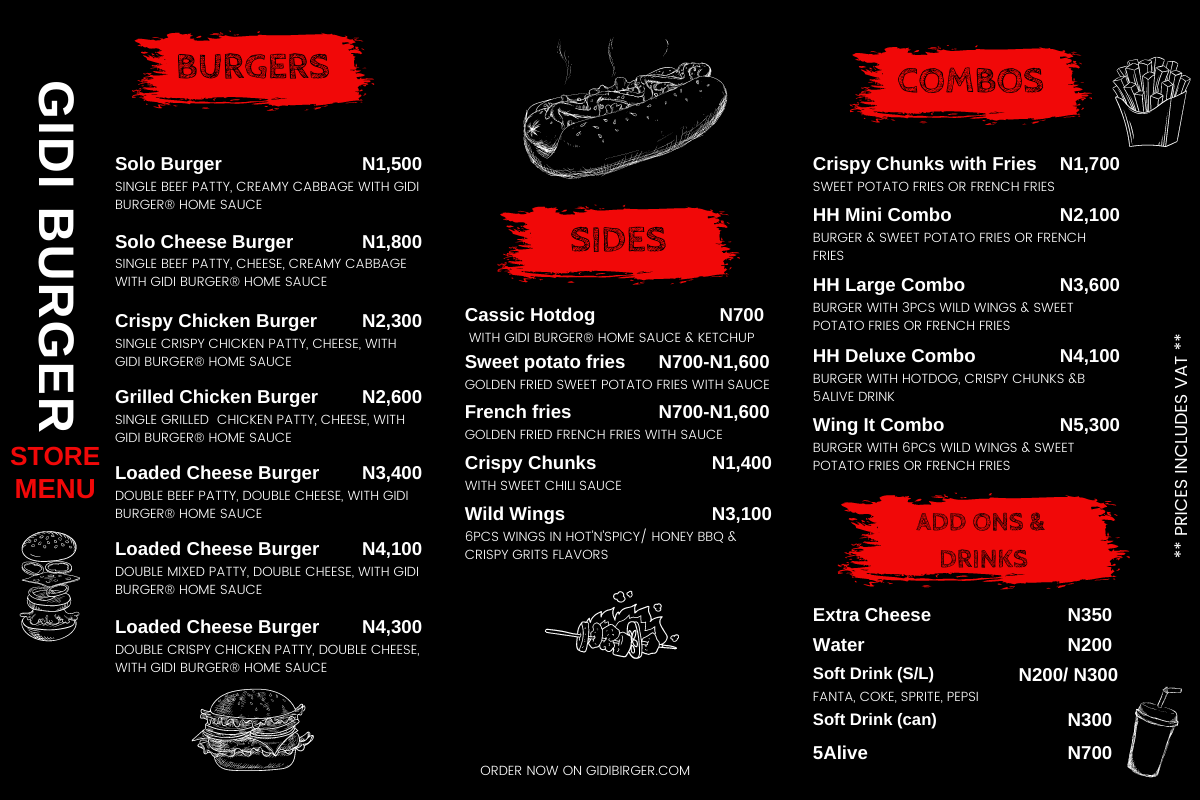 GIDI BURGER
STORE
MENU
BURGERS
Solo Burger N1,500
SINGLE BEEF PATTY, CREAMY CABBAGE WITH GIDI
BURGER® HOME SAUCE
Solo Cheese Burger N1,800
SINGLE BEEF PATTY, CHEESE, CREAMY CABBAGE
WITH GIDI BURGER® HOME SAUCE
Crispy Chicken Burger N2,300
SINGLE CRISPY CHICKEN PATTY, CHEESE, WITH
GIDI BURGER® HOME SAUCE
Grilled Chicken Burger N2,600
SINGLE GRILLED CHICKEN PATTY, CHEESE, WITH
GIDI BURGER® HOME SAUCE
Loaded Cheese Burger N3,400
DOUBLE BEEF PATTY, DOUBLE CHEESE, WITH GIDI
BURGER® HOME SAUCE
Loaded Cheese Burger N4,100
DOUBLE MIXED PATTY, DOUBLE CHEESE, WITH GIDI
BURGER® HOME SAUCE
Loaded Cheese Burger N4,300
DOUBLE CRISPY CHICKEN PATTY, DOUBLE CHEESE,
WITH GIDI BURGER® HOME SAUCE
SIDES
Cassic Hotdog N700
WITH GIDI BURGER® HOME SAUCE & KETCHUP
Sweet potato fries N700-N1,600
GOLDEN FRIED SWEET POTATO FRIES WITH SAUCE
French fries N700-N1,600
GOLDEN FRIED FRENCH FRIES WITH SAUCE
Crispy Chunks N1,400
WITH SWEET CHILI SAUCE
Wild Wings N3,100
6PCS WINGS IN HOT'N'SPICY/ HONEY BBQ &
CRISPY GRITS FLAVORS
ORDER NOW ON GIDIBIRGER.COM
COMBOS
Crispy Chunks with Fries N1,700
SWEET POTATO FRIES OR FRENCH FRIES
HH Mini Combo N2,100
BURGER & SWEET POTATO FRIES OR FRENCH
FRIES
HH Large Combo N3,600
BURGER WITH 3PCS WILD WINGS & SWEET
POTATO FRIES OR FRENCH FRIES
HH Deluxe Combo N4,100
BURGER WITH HOTDOG, CRISPY CHUNKS &B
5ALIVE DRINK
Wing It Combo N5,300
BURGER WITH 6PCS WILD WINGS & SWEET
POTATO FRIES OR FRENCH FRIES
ADD ONS &
DRINKS
Extra Cheese N350
Water N200
Soft Drink (S/L) N200/ N300
FANTA, COKE, SPRITE, PEPSI
Soft Drink (can) N300
5Alive N700
** PRICES INCLUDES VAT **